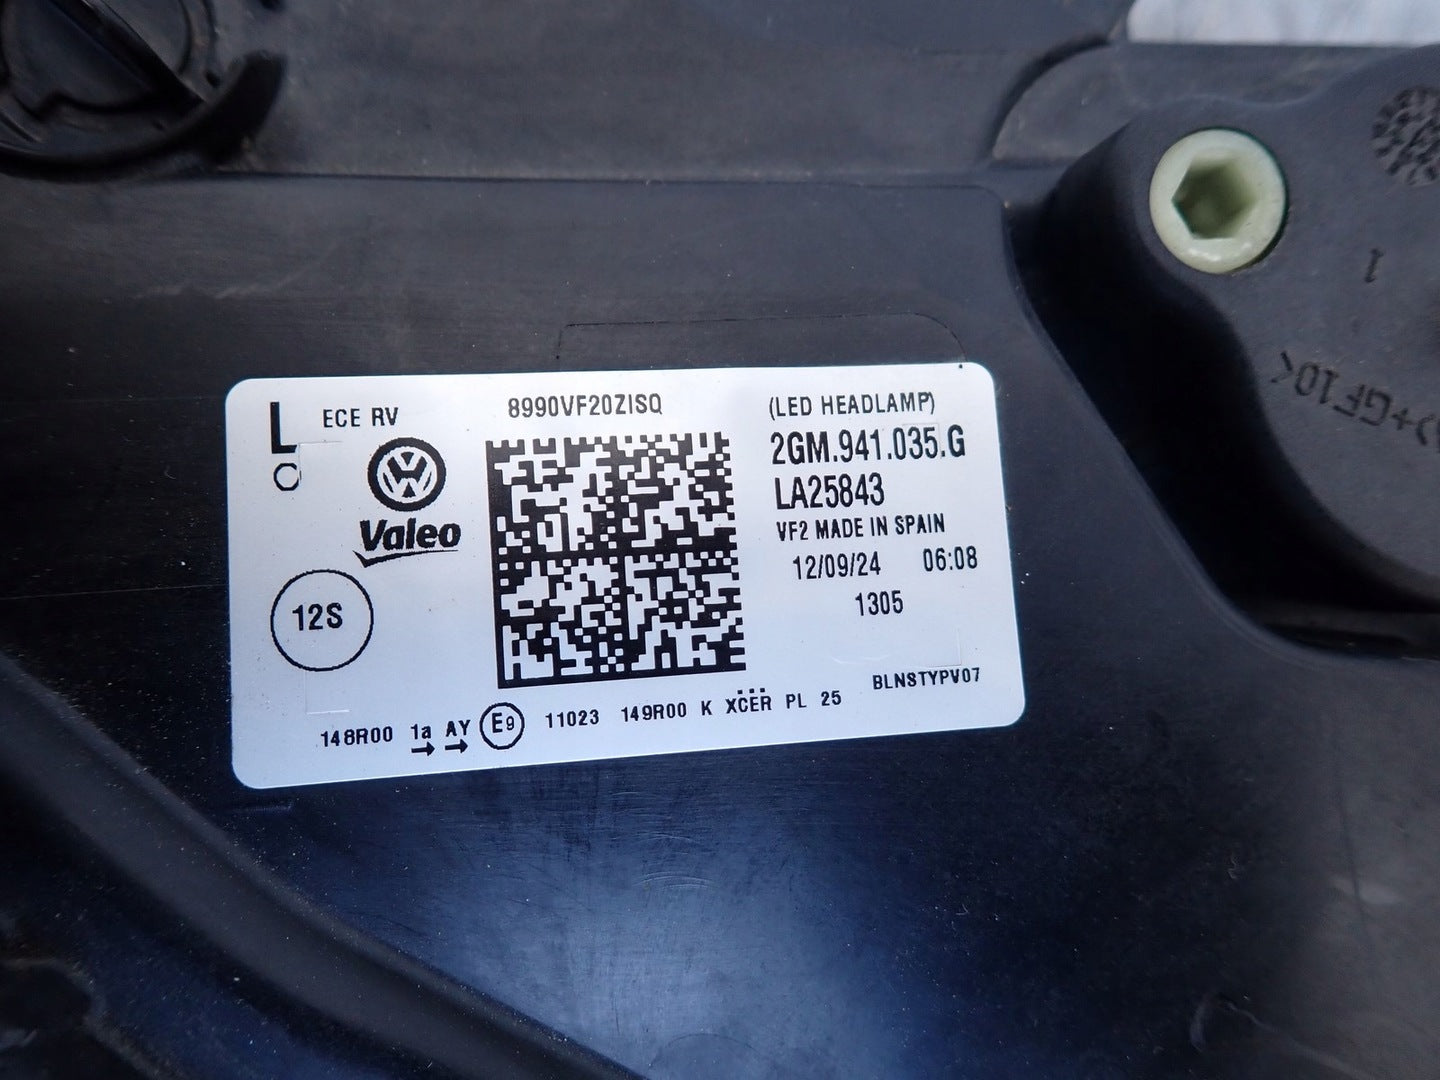 L
ECE RV
8990VF20ZISQ
(LED HEADLAMP)
2GM.941.035.G
LA25843
VF2 MADE IN SPAIN
12/09/24 06:08
1305
Valeo
12S
148R00 1a AY E9 11023 149R00 K XCER PL 25
BLNSTYPV07
1